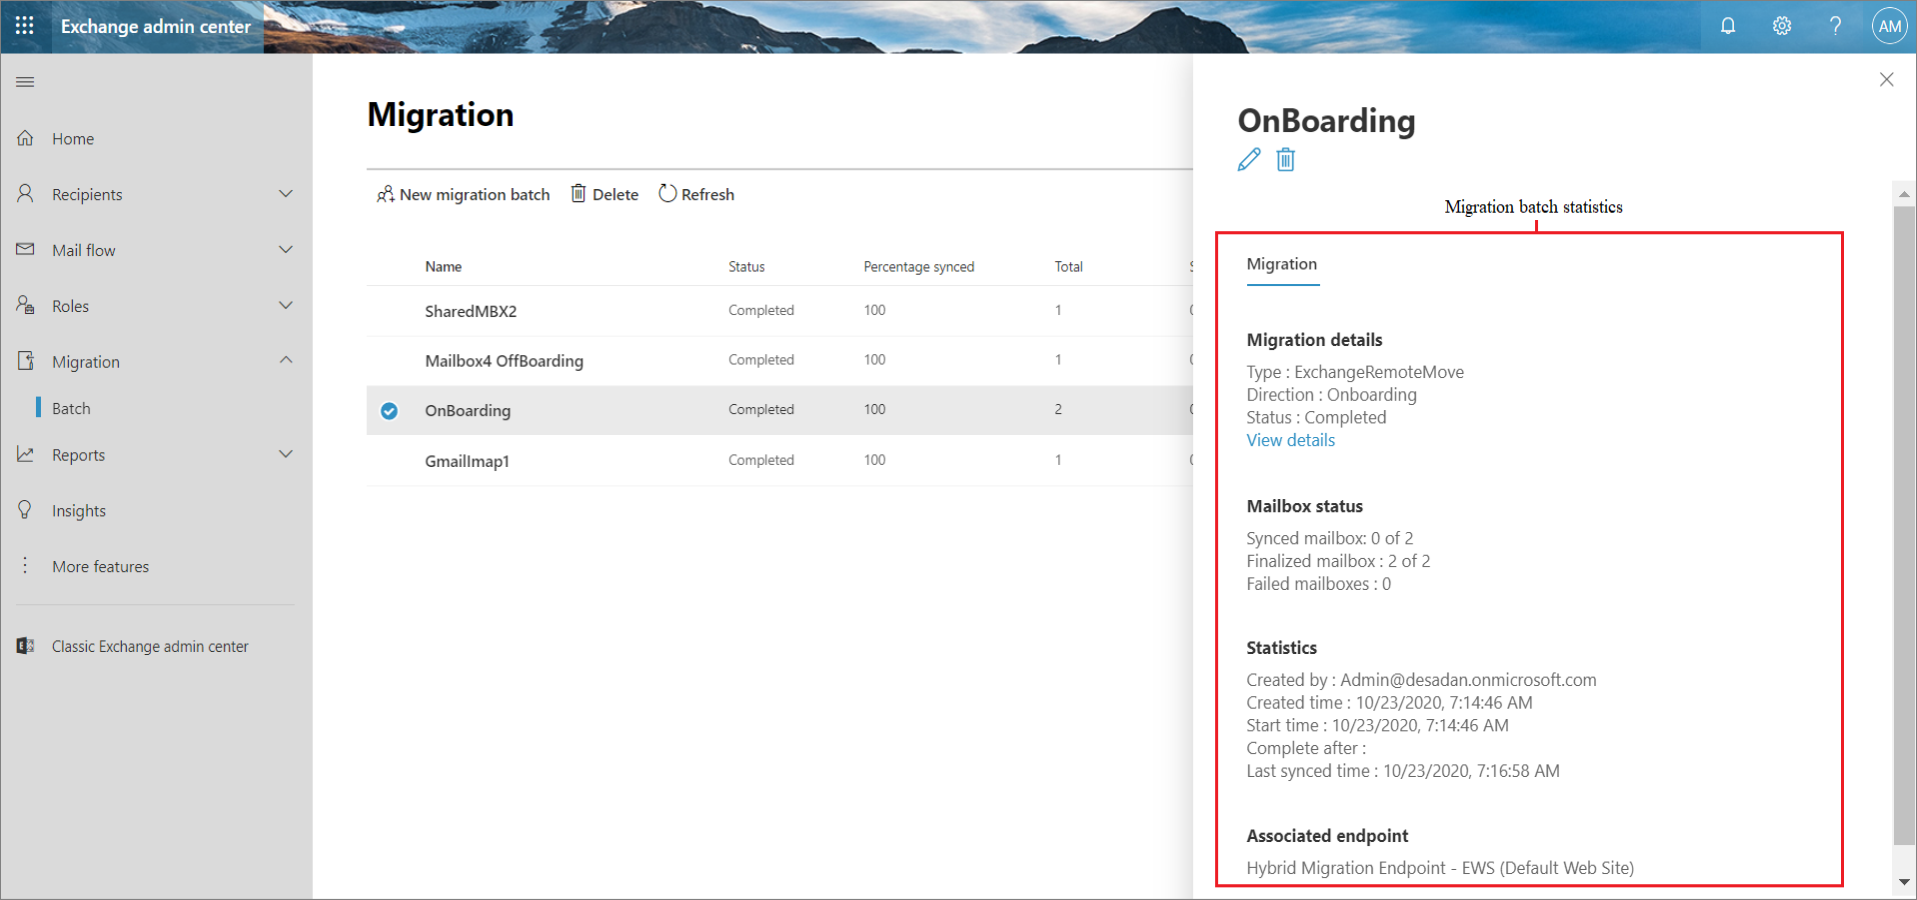 Exchange admin center
AM
Home
Recipients
Mail flow
Roles
Migration
Batch
Reports
Insights
More features
Classic Exchange admin center
Migration
New migration batch Delete Refresh
Name Status Percentage synced Total
SharedMBX2 Completed 100 1
Mailbox4 OffBoarding Completed 100 1
OnBoarding Completed 100 2
GmailImap1 Completed 100 1
OnBoarding
Migration batch statistics
Migration
Migration details
Type : ExchangeRemoteMove
Direction : Onboarding
Status : Completed
View details
Mailbox status
Synced mailbox: 0 of 2
Finalized mailbox : 2 of 2
Failed mailboxes : 0
Statistics
Created by : Admin@desadan.onmicrosoft.com
Created time : 10/23/2020, 7:14:46 AM
Start time : 10/23/2020, 7:14:46 AM
Complete after :
Last synced time : 10/23/2020, 7:16:58 AM
Associated endpoint
Hybrid Migration Endpoint - EWS (Default Web Site)